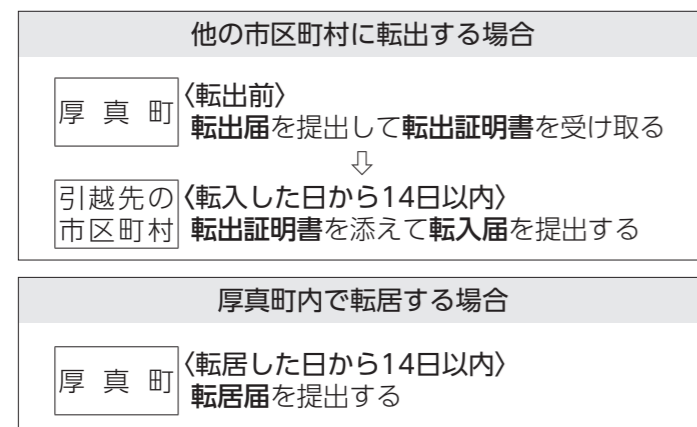 他の市区町村に転出する場合
厚真町
〈転出前〉
転出届を提出して転出証明書を受け取る
⇩
引越先の
市区町村
〈転入した日から14日以内〉
転出証明書を添えて転入届を提出する
厚真町内で転居する場合
厚真町
〈転居した日から14日以内〉
転居届を提出する